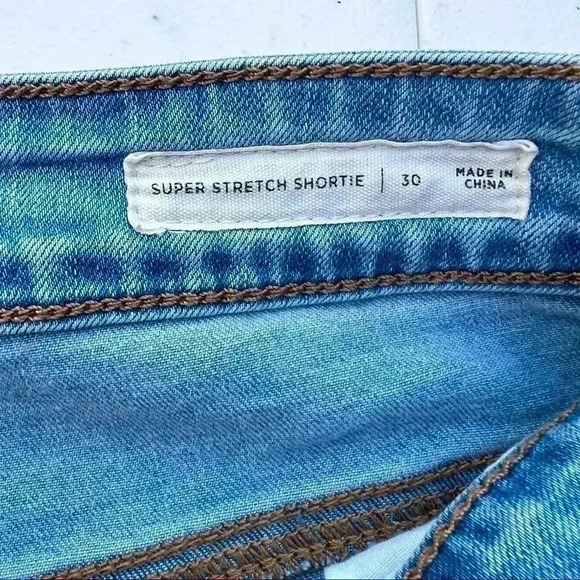 SUPER STRETCH SHORTIE | 30 MADE IN
CHINA